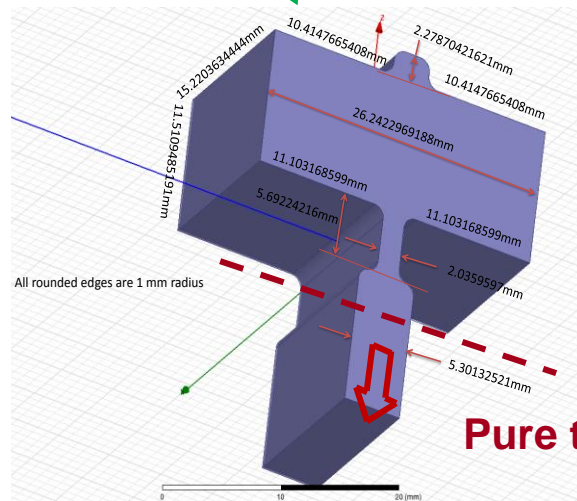 10.4147665408mm
2.27870421621mm
10.4147665408mm
15.2203634444mm
11.5109485191mm
26.2422969188mm
11.103168599mm
5.69224216mm
11.103168599mm
2.0359597mm
All rounded edges are 1 mm radius
5.30132521mm
Pure t
0
10
20 (mm)